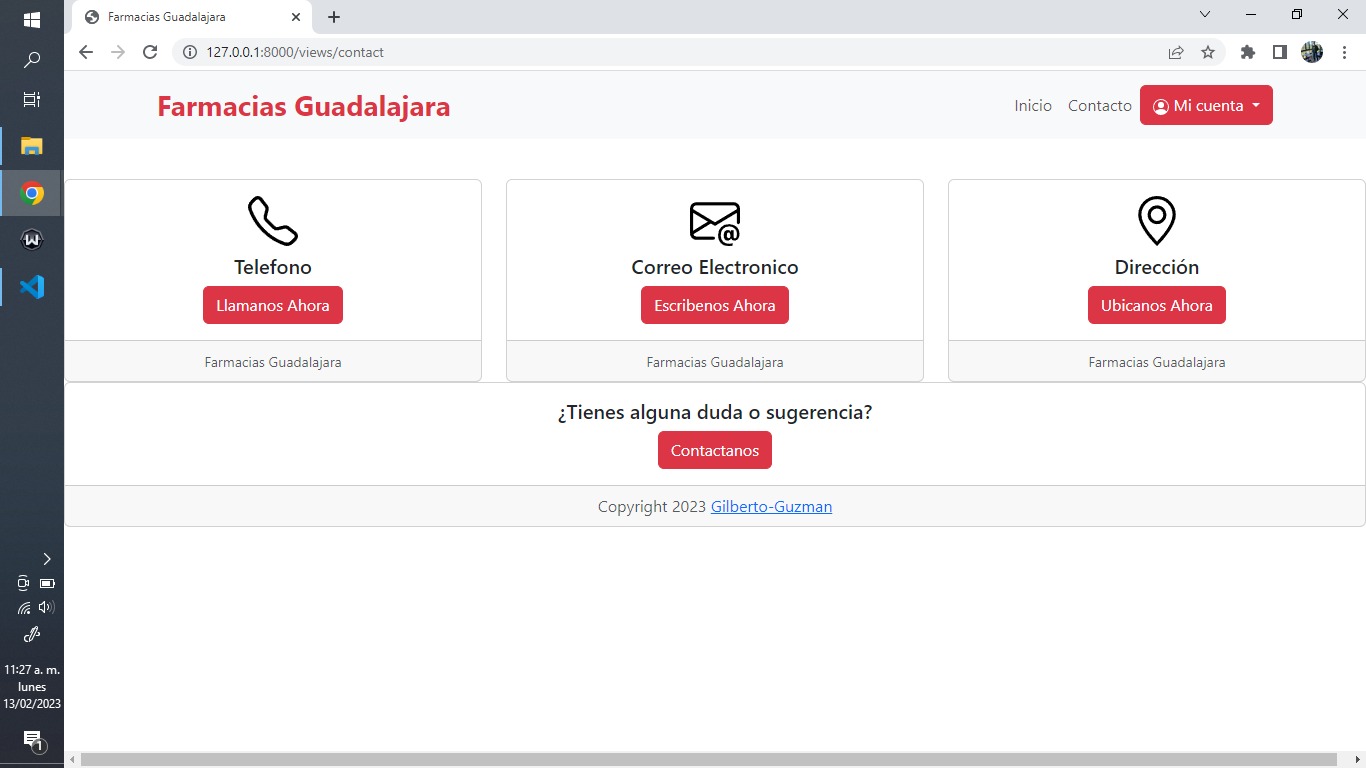 Farmacias Guadalajara
127.0.0.1:8000/views/contact
Farmacias Guadalajara
Inicio Contacto Mi cuenta
Telefono
Llamanos Ahora
Farmacias Guadalajara
Correo Electronico
Escribenos Ahora
Farmacias Guadalajara
Dirección
Ubicanos Ahora
Farmacias Guadalajara
¿Tienes alguna duda o sugerencia?
Contactanos
Copyright 2023 Gilberto-Guzman
11:27 a. m.
lunes
13/02/2023
1